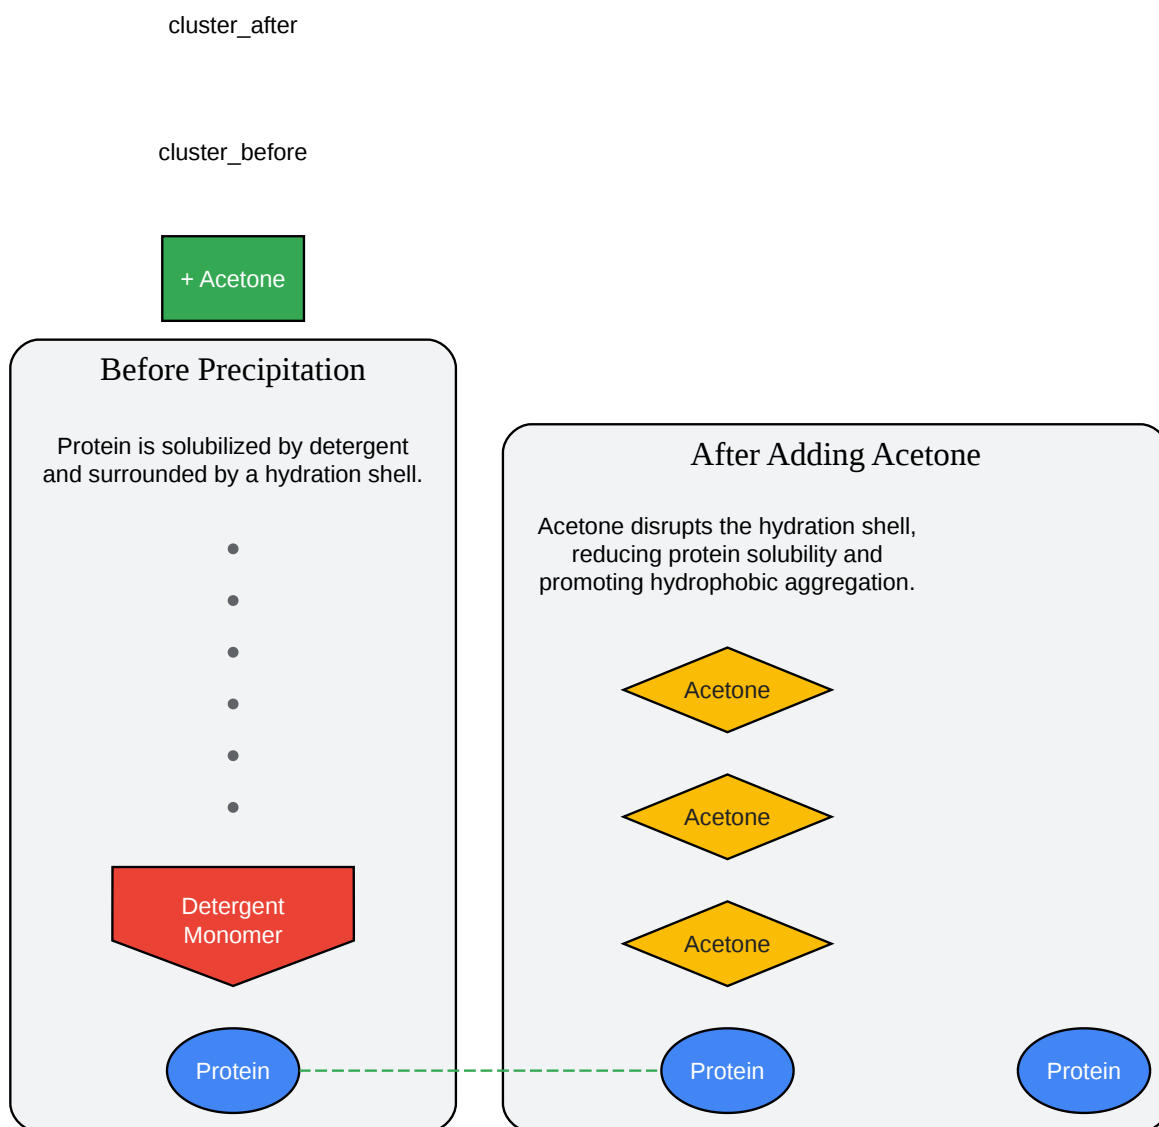 cluster_after
cluster_before
+ Acetone
Before Precipitation
Protein is solubilized by detergent
and surrounded by a hydration shell.
Detergent
Monomer
Protein
After Adding Acetone
Acetone disrupts the hydration shell,
reducing protein solubility and
promoting hydrophobic aggregation.
Acetone
Acetone
Acetone
Protein
Protein